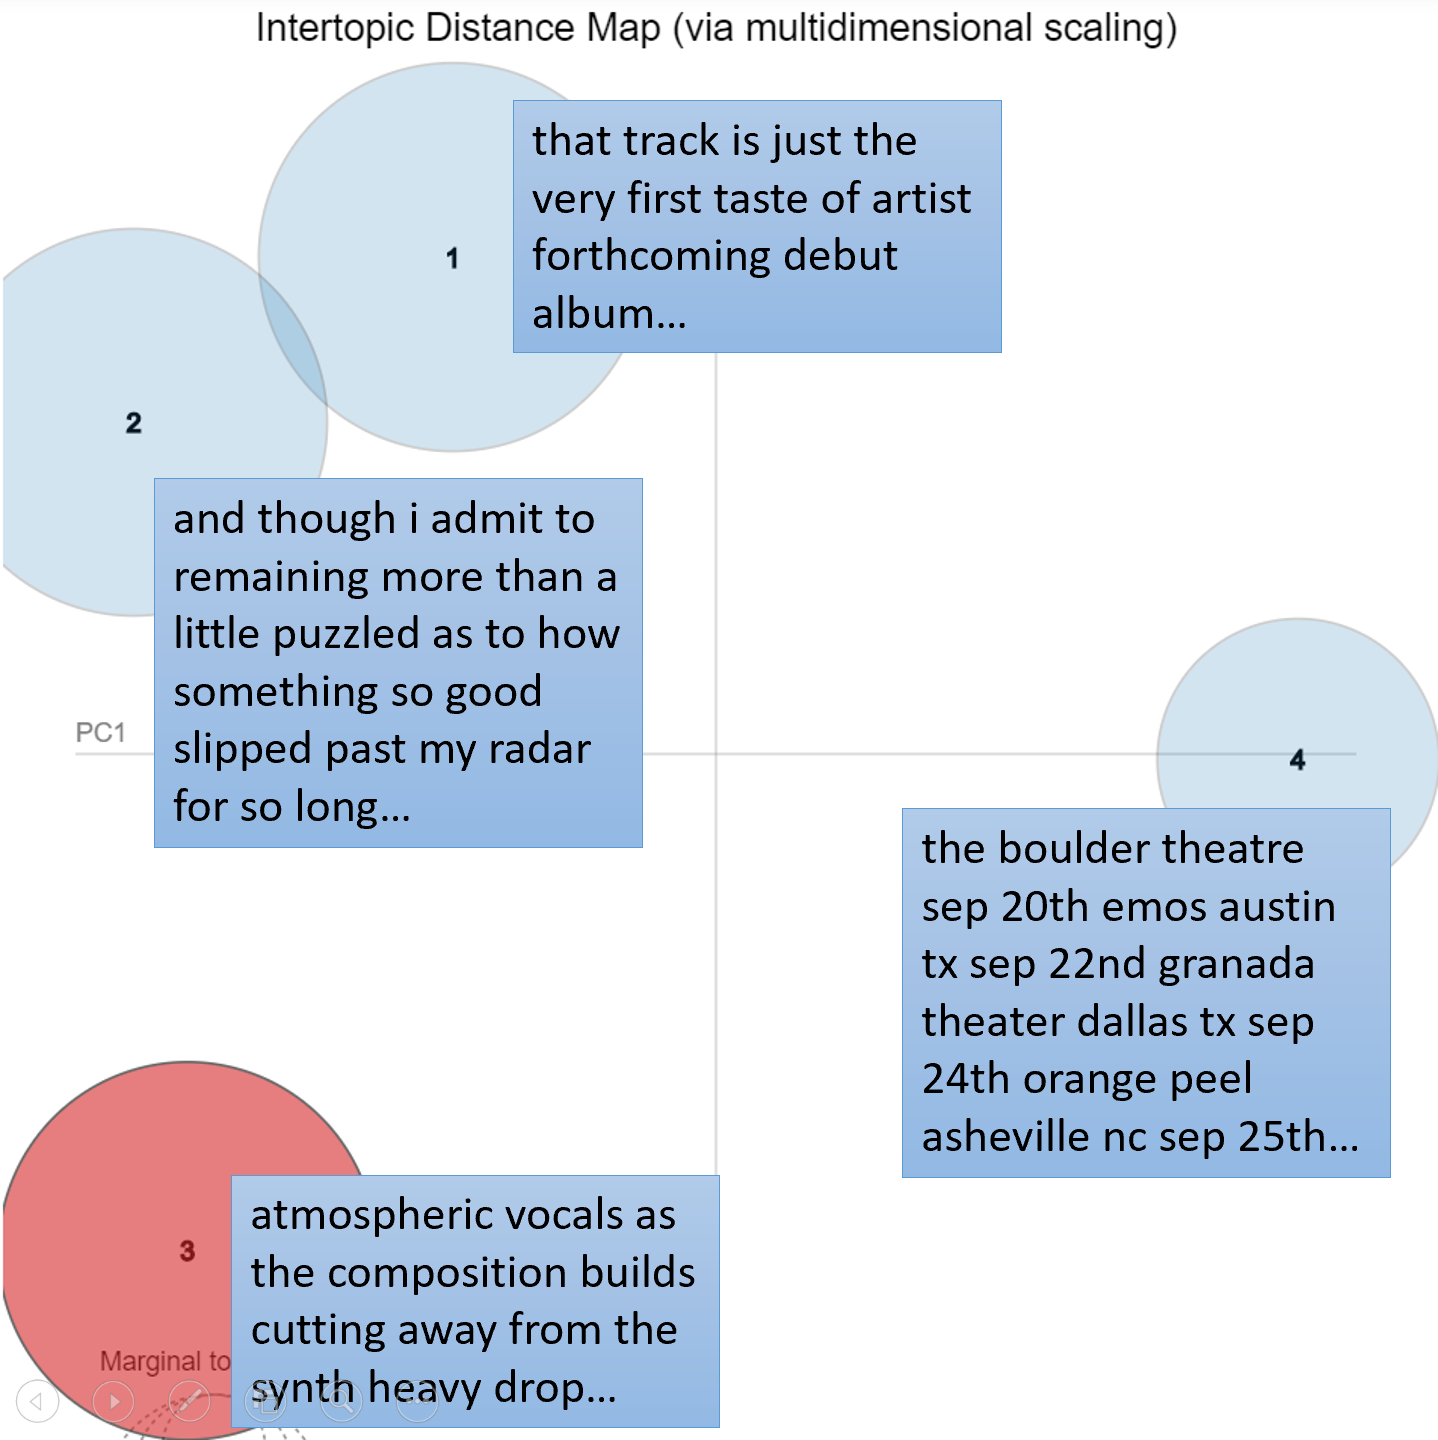 Intertopic Distance Map (via multidimensional scaling)
1
that track is just the
very first taste of artist
forthcoming debut
album...
2
and though i admit to
remaining more than a
little puzzled as to how
something so good
slipped past my radar
for so long...
PC1
4
the boulder theatre
sep 20th emos austin
tx sep 22nd granada
theater dallas tx sep
24th orange peel
asheville nc sep 25th...
3
atmospheric vocals as
the composition builds
cutting away from the
synth heavy drop...
Marginal to